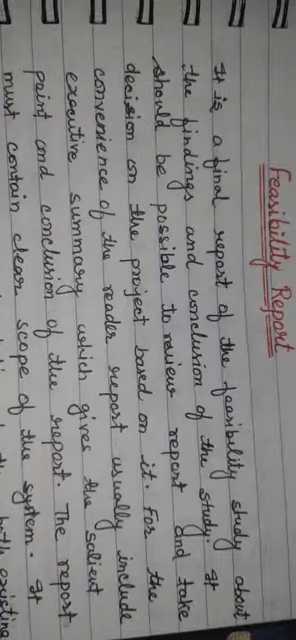 Feasibility Report
It is a final report of the feasibility study about
the findings and conclusion of the study. It
should be possible to review report and take
decision on the project based on it. For the
convenience of the reader report usually include
executive summary which gives the salient
point and conclusion of the report The report
must contain clear scope of the system. It
both existing